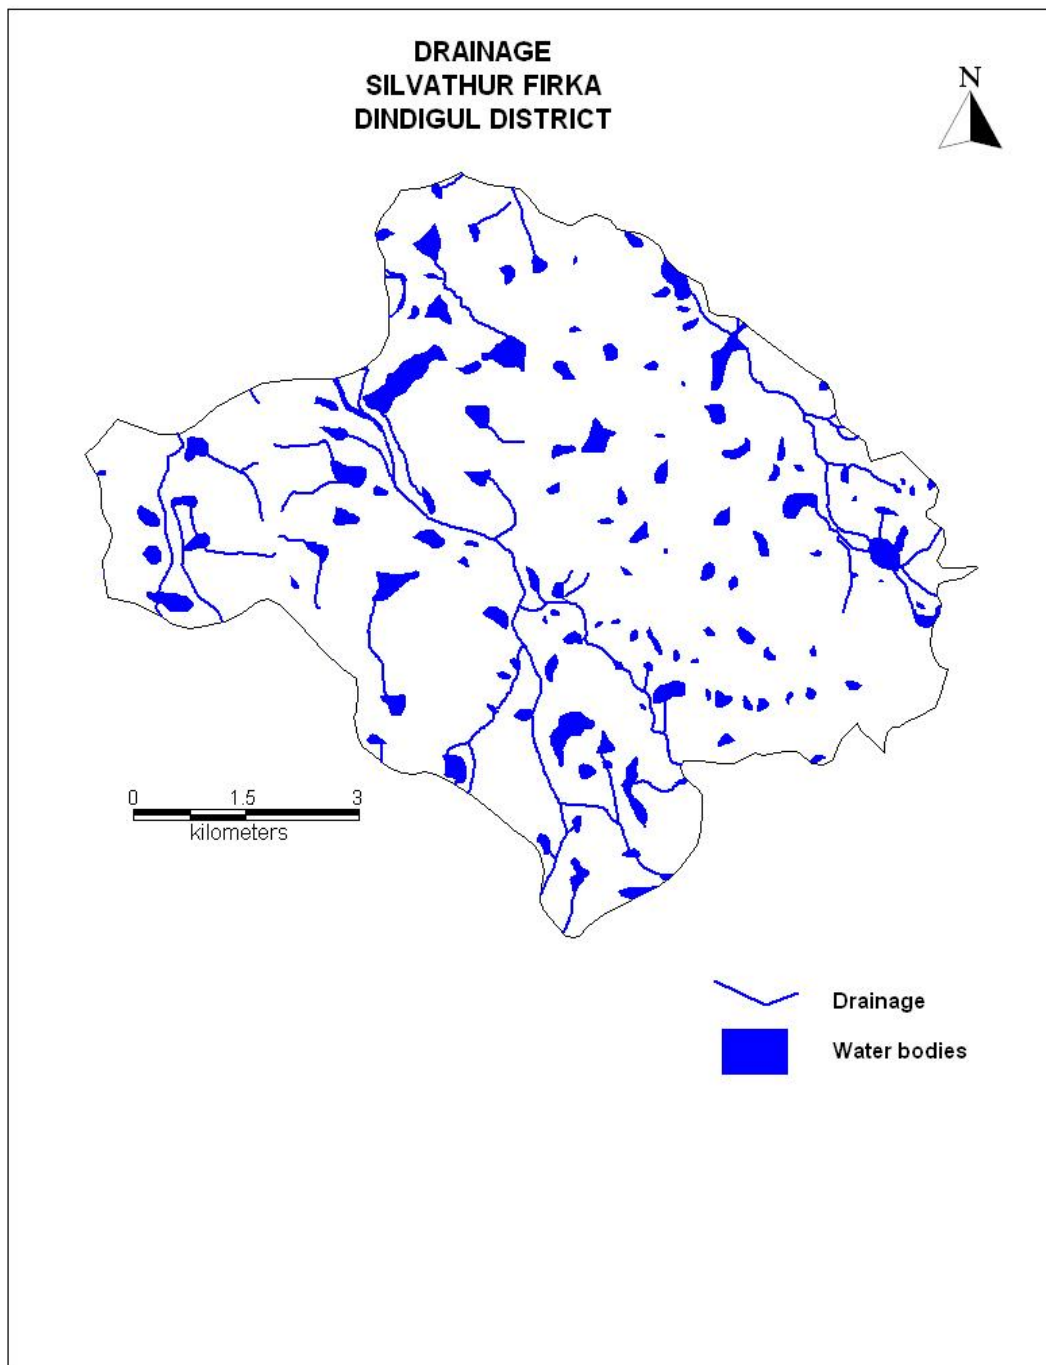 DRAINAGE
SILVATHUR FIRKA
DINDIGUL DISTRICT
N
0 1.5 3
kilometers
Drainage
Water bodies